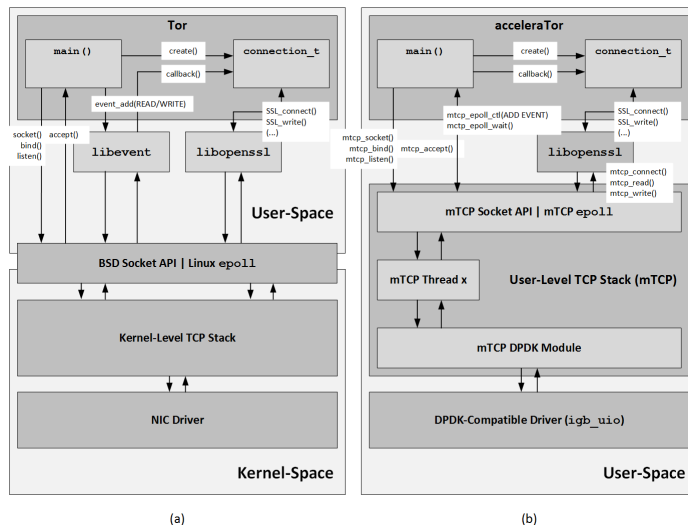 Tor
main()
create()
connection_t
callback()
event_add(READ/WRITE)
SSL_connect()
SSL_write()
(...)
socket()
bind()
listen()
accept()
libevent
libopenssl
User-Space
BSD Socket API | Linux epoll
Kernel-Level TCP Stack
NIC Driver
Kernel-Space
(a)
acceleraTor
main()
create()
connection_t
callback()
mtcp_epoll_ctl(ADD EVENT)
mtcp_epoll_wait()
SSL_connect()
SSL_write()
(...)
mtcp_socket()
mtcp_bind()
mtcp_listen()
mtcp_accept()
libopenssl
mtcp_connect()
mtcp_read()
mtcp_write()
mTCP Socket API | mTCP epoll
mTCP Thread x
User-Level TCP Stack (mTCP)
mTCP DPDK Module
DPDK-Compatible Driver (igb_uio)
User-Space
(b)